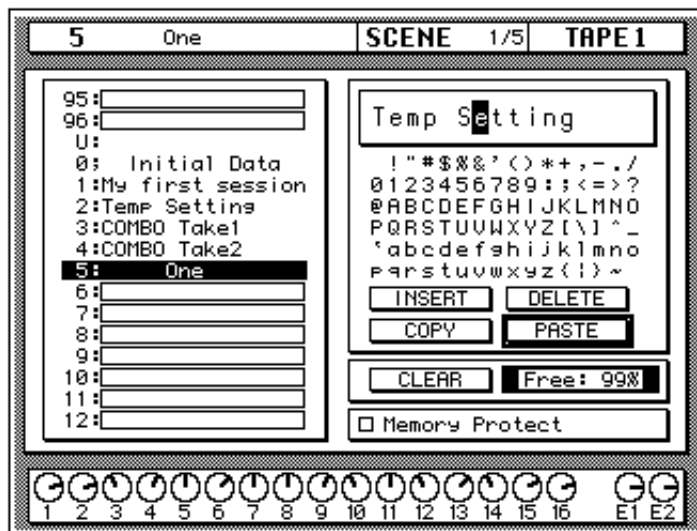 5 One SCENE 1/5 TAPE 1
95:
96:
U:
0; Initial Data
1:My first session
2:Temp Setting
3:COMBO Take1
4:COMBO Take2
5: One
6:
7:
8:
9:
10:
11:
12:
Temp Setting
!"#$%&'()*+,-./
0123456789:;<=>?
@ABCDEFGHIJKLMNO
PQRSTUVWXYZ[\]^_
`abcdefghijklmno
pqrstuvwxyz{|}~
INSERT DELETE
COPY PASTE
CLEAR Free: 99%
Memory Protect
1 2 3 4 5 6 7 8 9 10 11 12 13 14 15 16 E1 E2